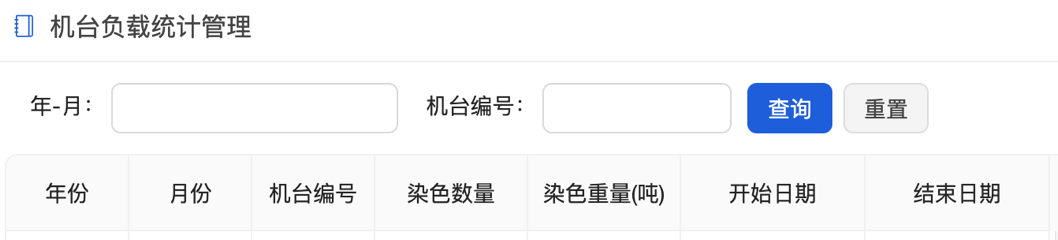 机台负载统计管理
年-月： 机台编号： 查询 重置
年份 月份 机台编号 染色数量 染色重量(吨) 开始日期 结束日期